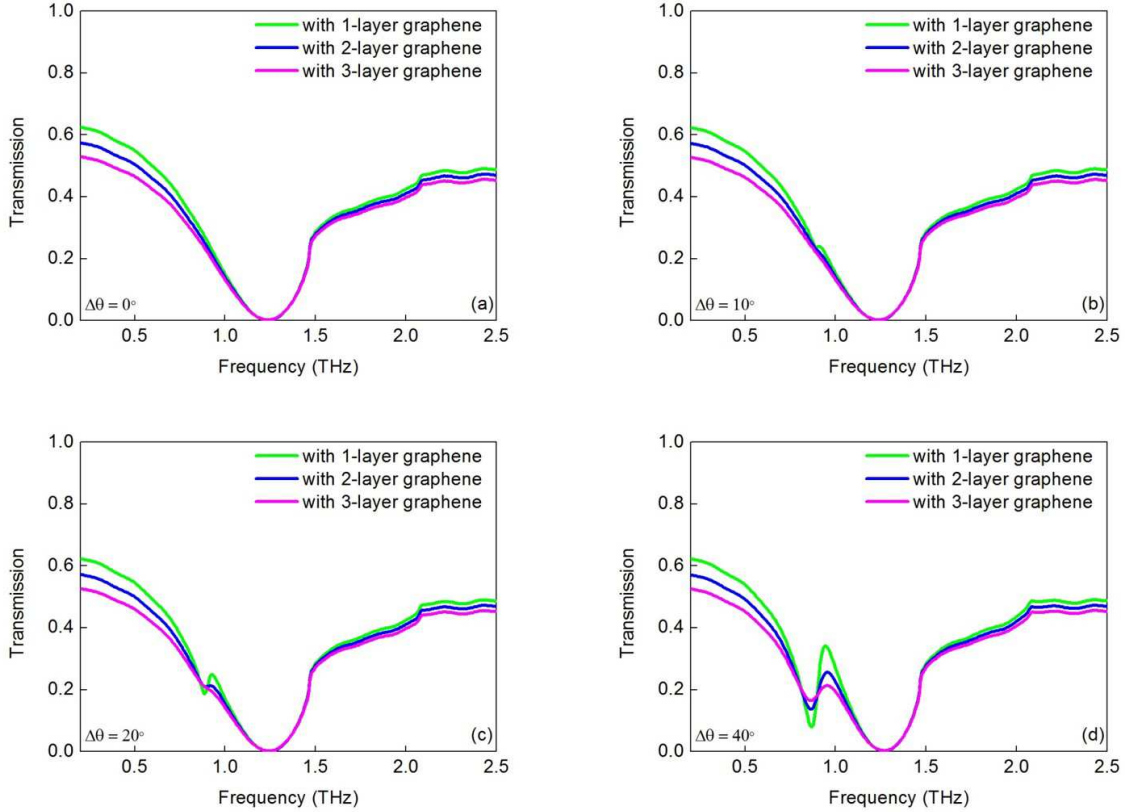 1.0
with 1-layer graphene
with 2-layer graphene
0.8
with 3-layer graphene
0.6
Transmission
0.4
0.2
Δθ = 0°
(a)
0.0
0.5 1.0 1.5 2.0 2.5
Frequency (THz)
1.0
with 1-layer graphene
with 2-layer graphene
0.8
with 3-layer graphene
0.6
Transmission
0.4
0.2
Δθ = 10°
(b)
0.0
0.5 1.0 1.5 2.0 2.5
Frequency (THz)
1.0
with 1-layer graphene
with 2-layer graphene
0.8
with 3-layer graphene
0.6
Transmission
0.4
0.2
Δθ = 20°
(c)
0.0
0.5 1.0 1.5 2.0 2.5
Frequency (THz)
1.0
with 1-layer graphene
with 2-layer graphene
0.8
with 3-layer graphene
0.6
Transmission
0.4
0.2
Δθ = 40°
(d)
0.0
0.5 1.0 1.5 2.0 2.5
Frequency (THz)